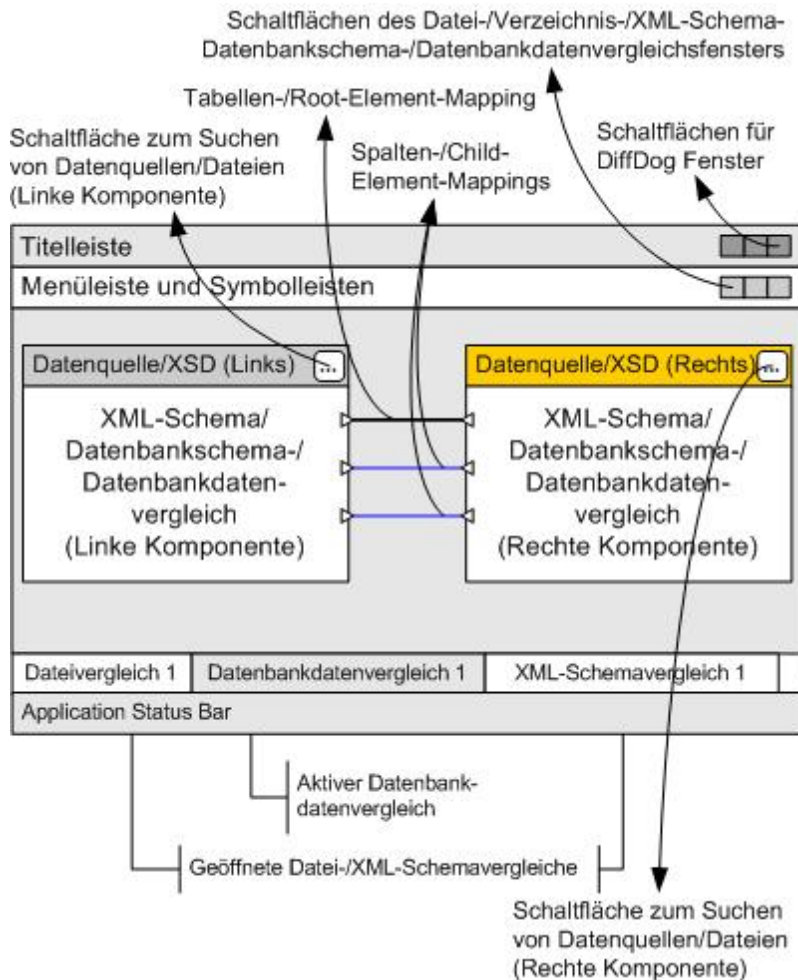 Schaltflächen des Datei-/Verzeichnis-/XML-Schema-
Datenbankschema-/Datenbankdatenvergleichsfensters
Tabellen-/Root-Element-Mapping
Schaltfläche zum Suchen
von Datenquellen/Dateien
(Linke Komponente)
Spalten-/Child-
Element-Mappings
Schaltflächen für
DiffDog Fenster
Titelleiste
Menüleiste und Symbolleisten
Datenquelle/XSD (Links)
...
Datenquelle/XSD (Rechts)
...
XML-Schema/
Datenbankschema-/
Datenbankdaten-
vergleich
(Linke Komponente)
XML-Schema/
Datenbankschema-/
Datenbankdaten-
vergleich
(Rechte Komponente)
Dateivergleich 1
Datenbankdatenvergleich 1
XML-Schemavergleich 1
Application Status Bar
Aktiver Datenbank-
datenvergleich
Geöffnete Datei-/XML-Schemavergleiche
Schaltfläche zum Suchen
von Datenquellen/Dateien
(Rechte Komponente)